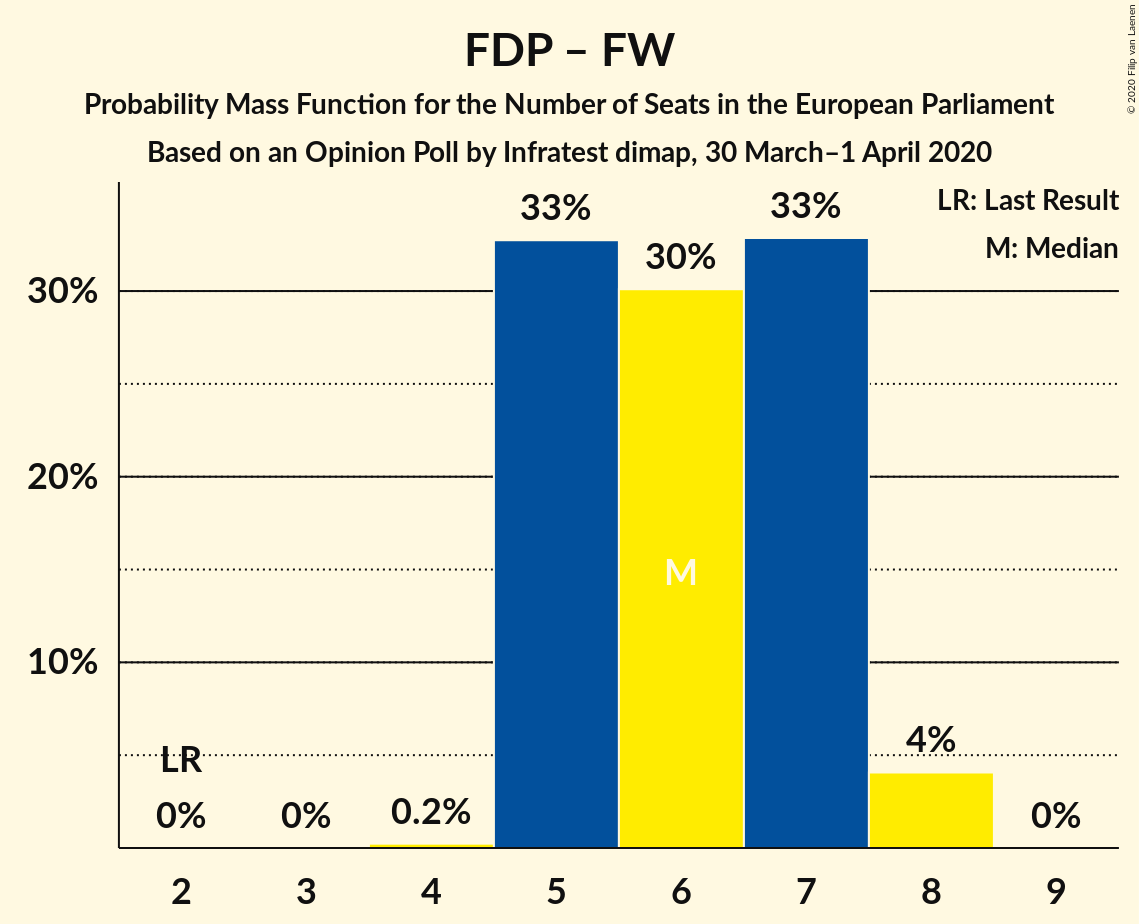 FDP – FW
Probability Mass Function for the Number of Seats in the European Parliament
Based on an Opinion Poll by Infratest dimap, 30 March–1 April 2020
© 2020 Filip van Laenen
LR: Last Result
M: Median
33%
30%
33%
30%
20%
10%
M
LR
0%
0%
0.2%
4%
0%
2
3
4
5
6
7
8
9